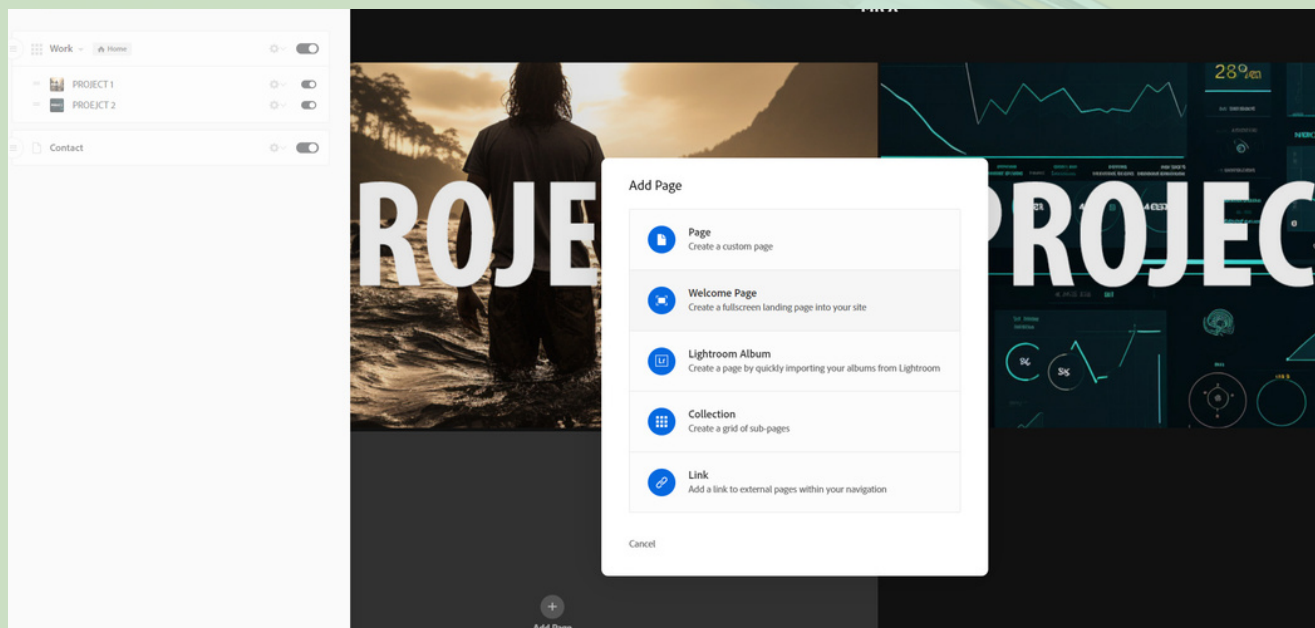 Work
Home
PROJECT 1
PROEJCT 2
Contact
ROJE
PROJEC
28%
Add Page
Page
Create a custom page
Welcome Page
Create a fullscreen landing page into your site
Lightroom Album
Create a page by quickly importing your albums from Lightroom
Lr
Collection
Create a grid of sub-pages
Link
Add a link to external pages within your navigation
Cancel
Add Page